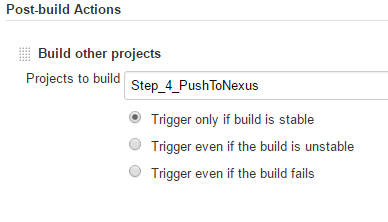 Post-build Actions
Build other projects
Projects to build Step_4_PushToNexus
Trigger only if build is stable
Trigger even if the build is unstable
Trigger even if the build fails